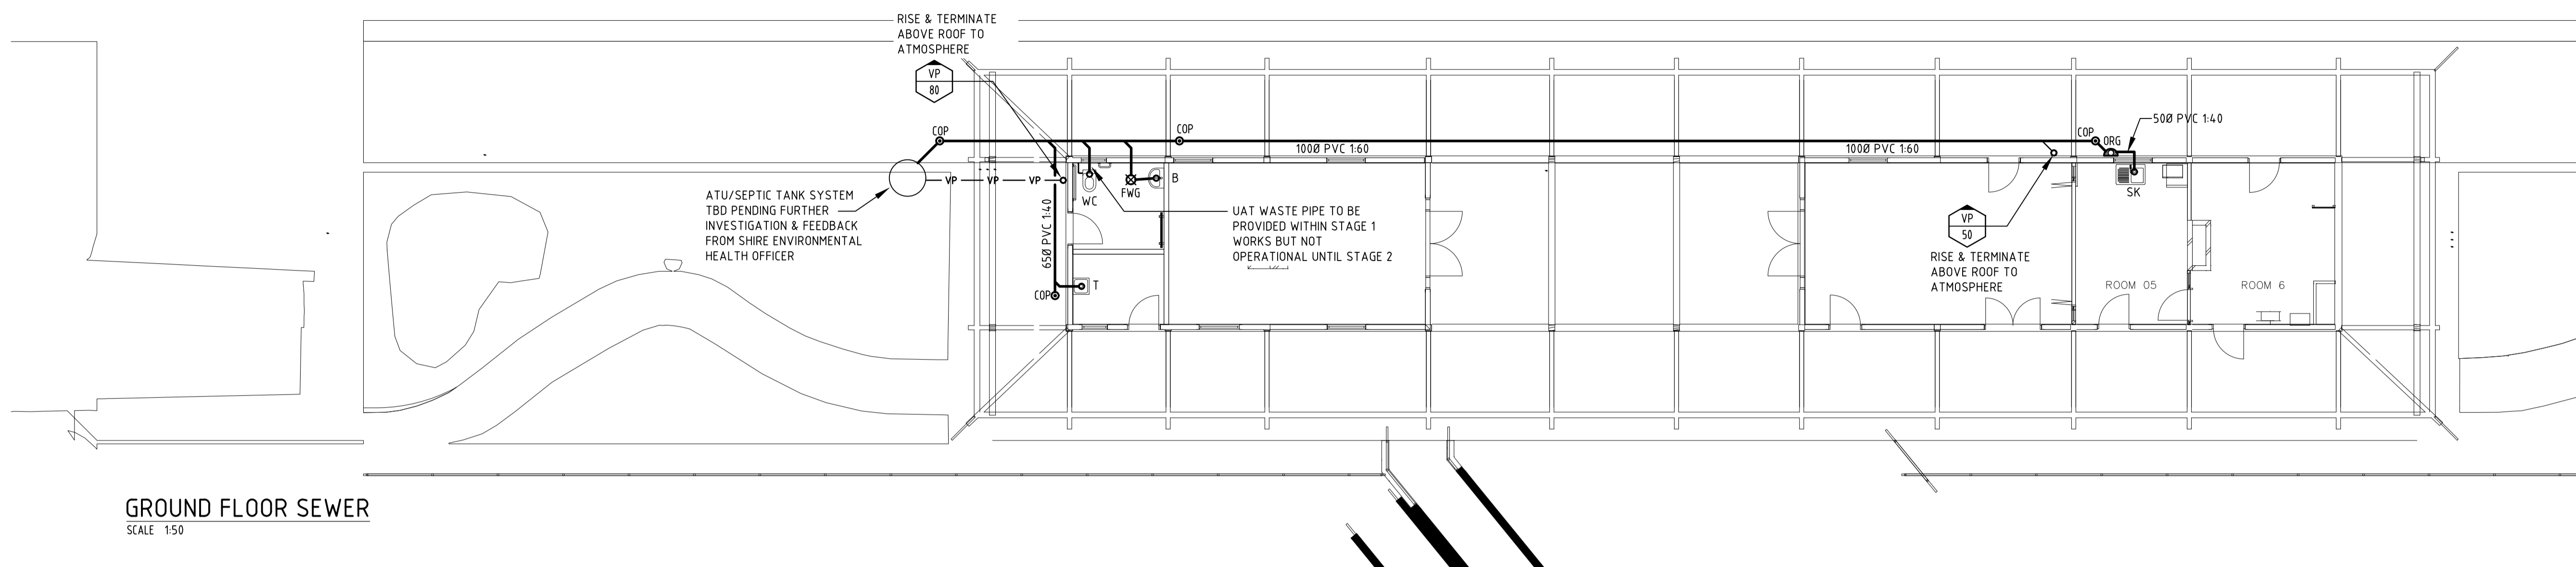 RISE & TERMINATE
ABOVE ROOF TO
ATMOSPHERE
VP
80
COP
COP
100Ø PVC 1:60
100Ø PVC 1:60
COP
ORG
50Ø PVC 1:40
VP
VP
VP
WC
FWG
B
SK
ATU/SEPTIC TANK SYSTEM
TBD PENDING FURTHER
INVESTIGATION & FEEDBACK
FROM SHIRE ENVIRONMENTAL
HEALTH OFFICER
65Ø PVC 1:40
UAT WASTE PIPE TO BE
PROVIDED WITHIN STAGE 1
WORKS BUT NOT
OPERATIONAL UNTIL STAGE 2
VP
50
RISE & TERMINATE
ABOVE ROOF TO
ATMOSPHERE
COP
T
ROOM 05
ROOM 6
GROUND FLOOR SEWER
SCALE 1:50